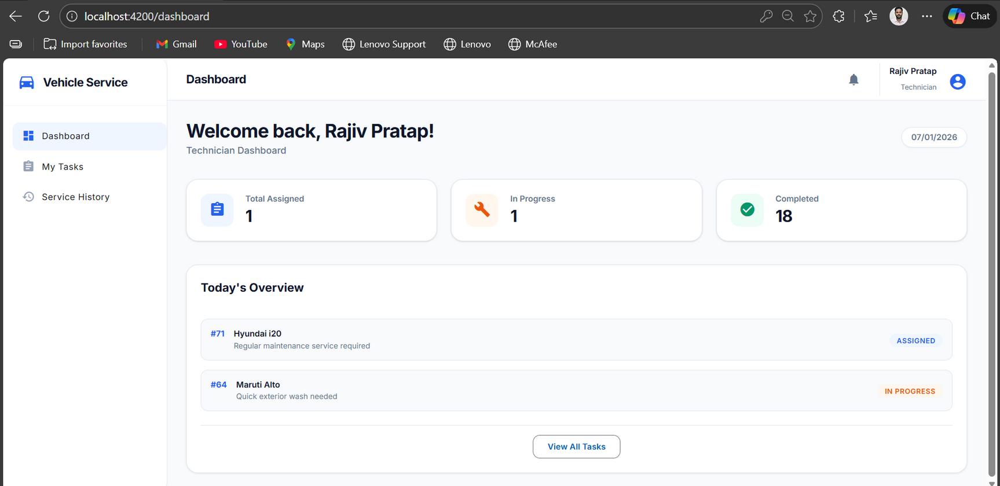 localhost:4200/dashboard
Chat
Import favorites
Gmail
YouTube
Maps
Lenovo Support
Lenovo
McAfee
Vehicle Service
Dashboard
My Tasks
Service History
Dashboard
Rajiv Pratap
Technician
Welcome back, Rajiv Pratap!
Technician Dashboard
07/01/2026
Total Assigned
1
In Progress
1
Completed
18
Today's Overview
#71 Hyundai i20
Regular maintenance service required
ASSIGNED
#64 Maruti Alto
Quick exterior wash needed
IN PROGRESS
View All Tasks